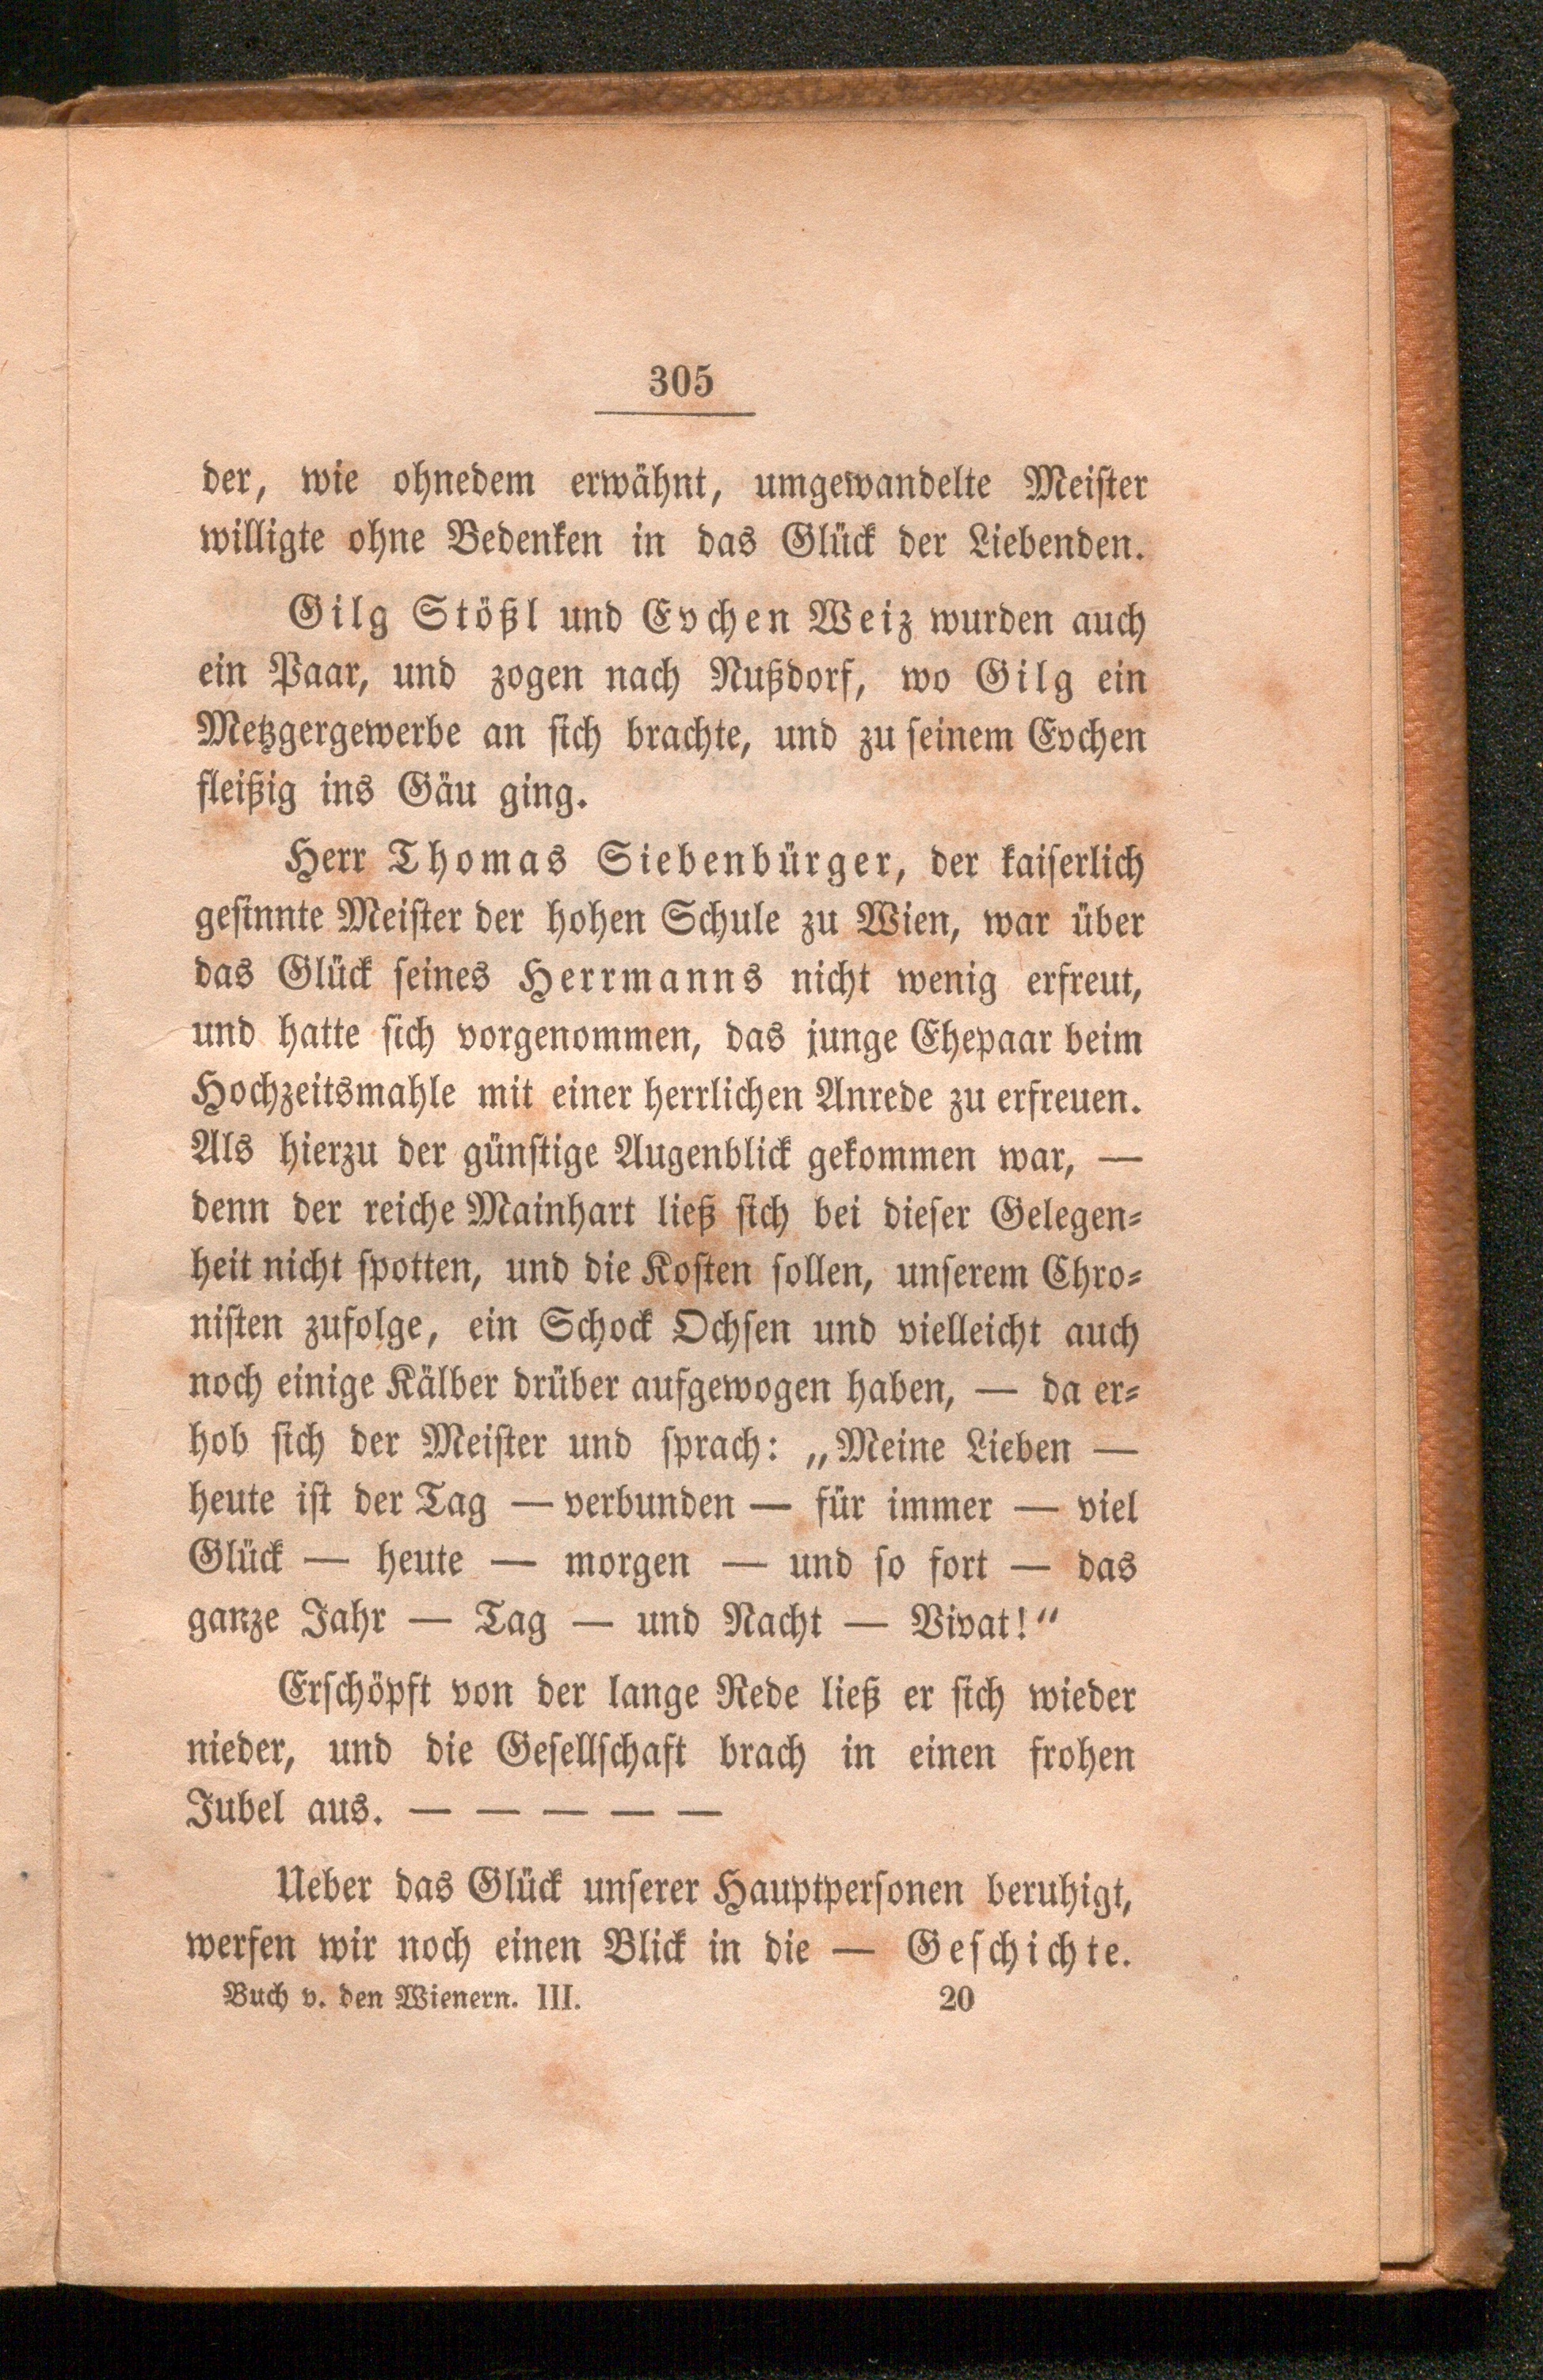 305
der, wie ohnedem erwähnt, umgewandelte Meister
willigte ohne Bedenken in das Glück der Liebenden.
Gilg Stößl und Evchen Weiz wurden auch
ein Paar, und zogen nach Nußdorf, wo Gilg ein
Metzgergewerbe an sich brachte, und zu seinem Evchen
fleißig ins Gäu ging.
Herr Thomas Siebenbürger, der kaiserlich
gesinnte Meister der hohen Schule zu Wien, war über
das Glück seines Herrmanns nicht wenig erfreut,
und hatte sich vorgenommen, das junge Ehepaar beim
Hochzeitsmahle mit einer herrlichen Anrede zu erfreuen.
Als hierzu der günstige Augenblick gekommen war, —
denn der reiche Mainhart ließ sich bei dieser Gelegen-
heit nicht spotten, und die Kosten sollen, unserem Chro-
nisten zufolge, ein Schock Ochsen und vielleicht auch
noch einige Kälber drüber aufgewogen haben, — da er-
hob sich der Meister und sprach: „Meine Lieben —
heute ist der Tag — verbunden — für immer — viel
Glück — heute — morgen — und so fort — das
ganze Jahr — Tag — und Nacht — Vivat!“
Erschöpft von der lange Rede ließ er sich wieder
nieder, und die Gesellschaft brach in einen frohen
Jubel aus. — — — — —
Ueber das Glück unserer Hauptpersonen beruhigt,
werfen wir noch einen Blick in die — Geschichte.
Buch v. den Wienern. III. 20